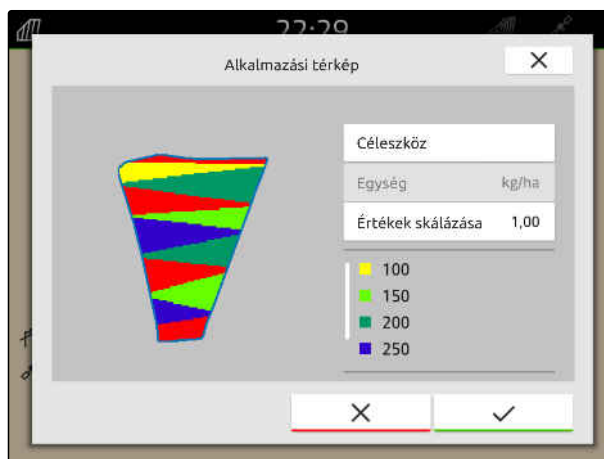 22:29
Alkalmazási térkép
Céleszköz
Egység kg/ha
Értékek skálázása 1,00
100
150
200
250